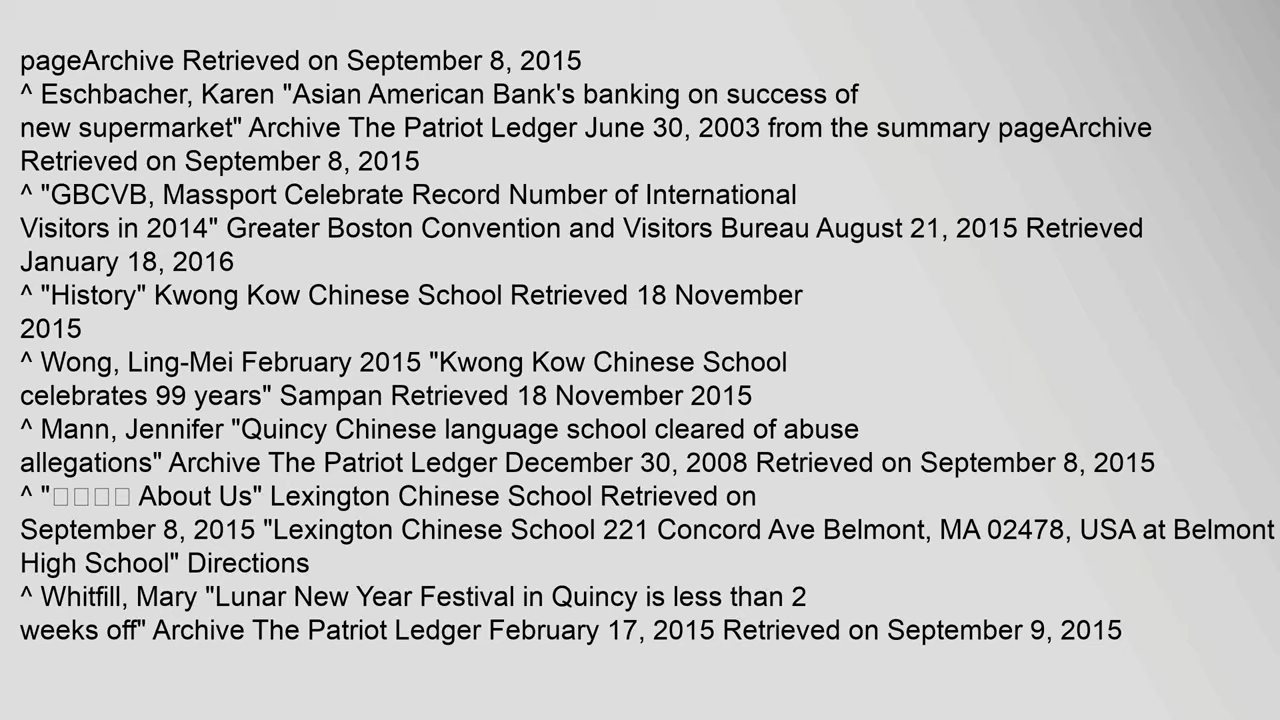 pageArchive Retrieved on September 8, 2015
^ Eschbacher, Karen "Asian American Bank's banking on success of
new supermarket" Archive The Patriot Ledger June 30, 2003 from the summary pageArchive
Retrieved on September 8, 2015
^ "GBCVB, Massport Celebrate Record Number of International
Visitors in 2014" Greater Boston Convention and Visitors Bureau August 21, 2015 Retrieved
January 18, 2016
^ "History" Kwong Kow Chinese School Retrieved 18 November
2015
^ Wong, Ling-Mei February 2015 "Kwong Kow Chinese School
celebrates 99 years" Sampan Retrieved 18 November 2015
^ Mann, Jennifer "Quincy Chinese language school cleared of abuse
allegations" Archive The Patriot Ledger December 30, 2008 Retrieved on September 8, 2015
^ "□□□□ About Us" Lexington Chinese School Retrieved on
September 8, 2015 "Lexington Chinese School 221 Concord Ave Belmont, MA 02478, USA at Belmont
High School" Directions
^ Whitfill, Mary "Lunar New Year Festival in Quincy is less than 2
weeks off" Archive The Patriot Ledger February 17, 2015 Retrieved on September 9, 2015